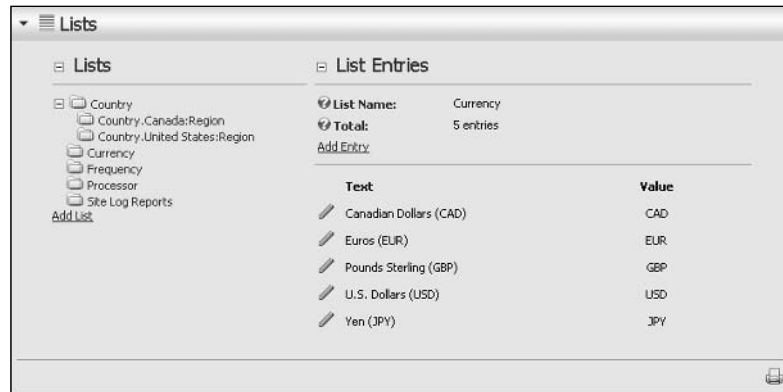 Lists
Lists
Country
Country.Canada:Region
Country.United States:Region
Currency
Frequency
Processor
Site Log Reports
Add List
List Entries
List Name: Currency
Total: 5 entries
Add Entry
Text Value
Canadian Dollars (CAD) CAD
Euros (EUR) EUR
Pounds Sterling (GBP) GBP
U.S. Dollars (USD) USD
Yen (JPY) JPY